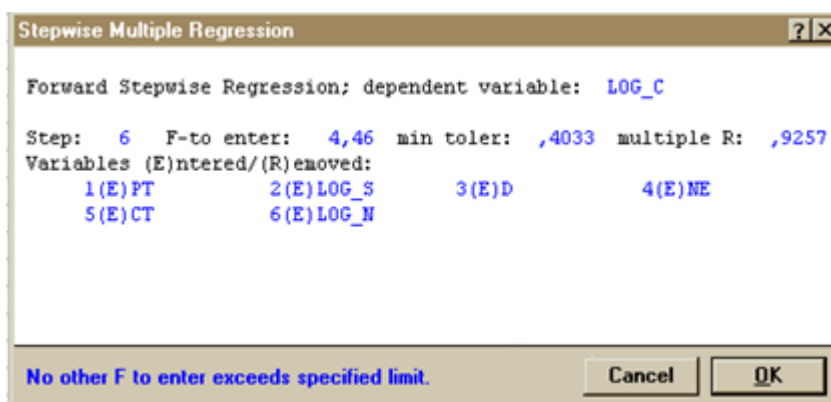 Stepwise Multiple Regression ? X
Forward Stepwise Regression; dependent variable: LOG_C
Step: 6 F-to enter: 4,46 min toler: ,4033 multiple R: ,9257
Variables (E)ntered/(R)emoved:
1(E)PT 2(E)LOG_S 3(E)D 4(E)NE
5(E)CT 6(E)LOG_N
No other F to enter exceeds specified limit. Cancel OK